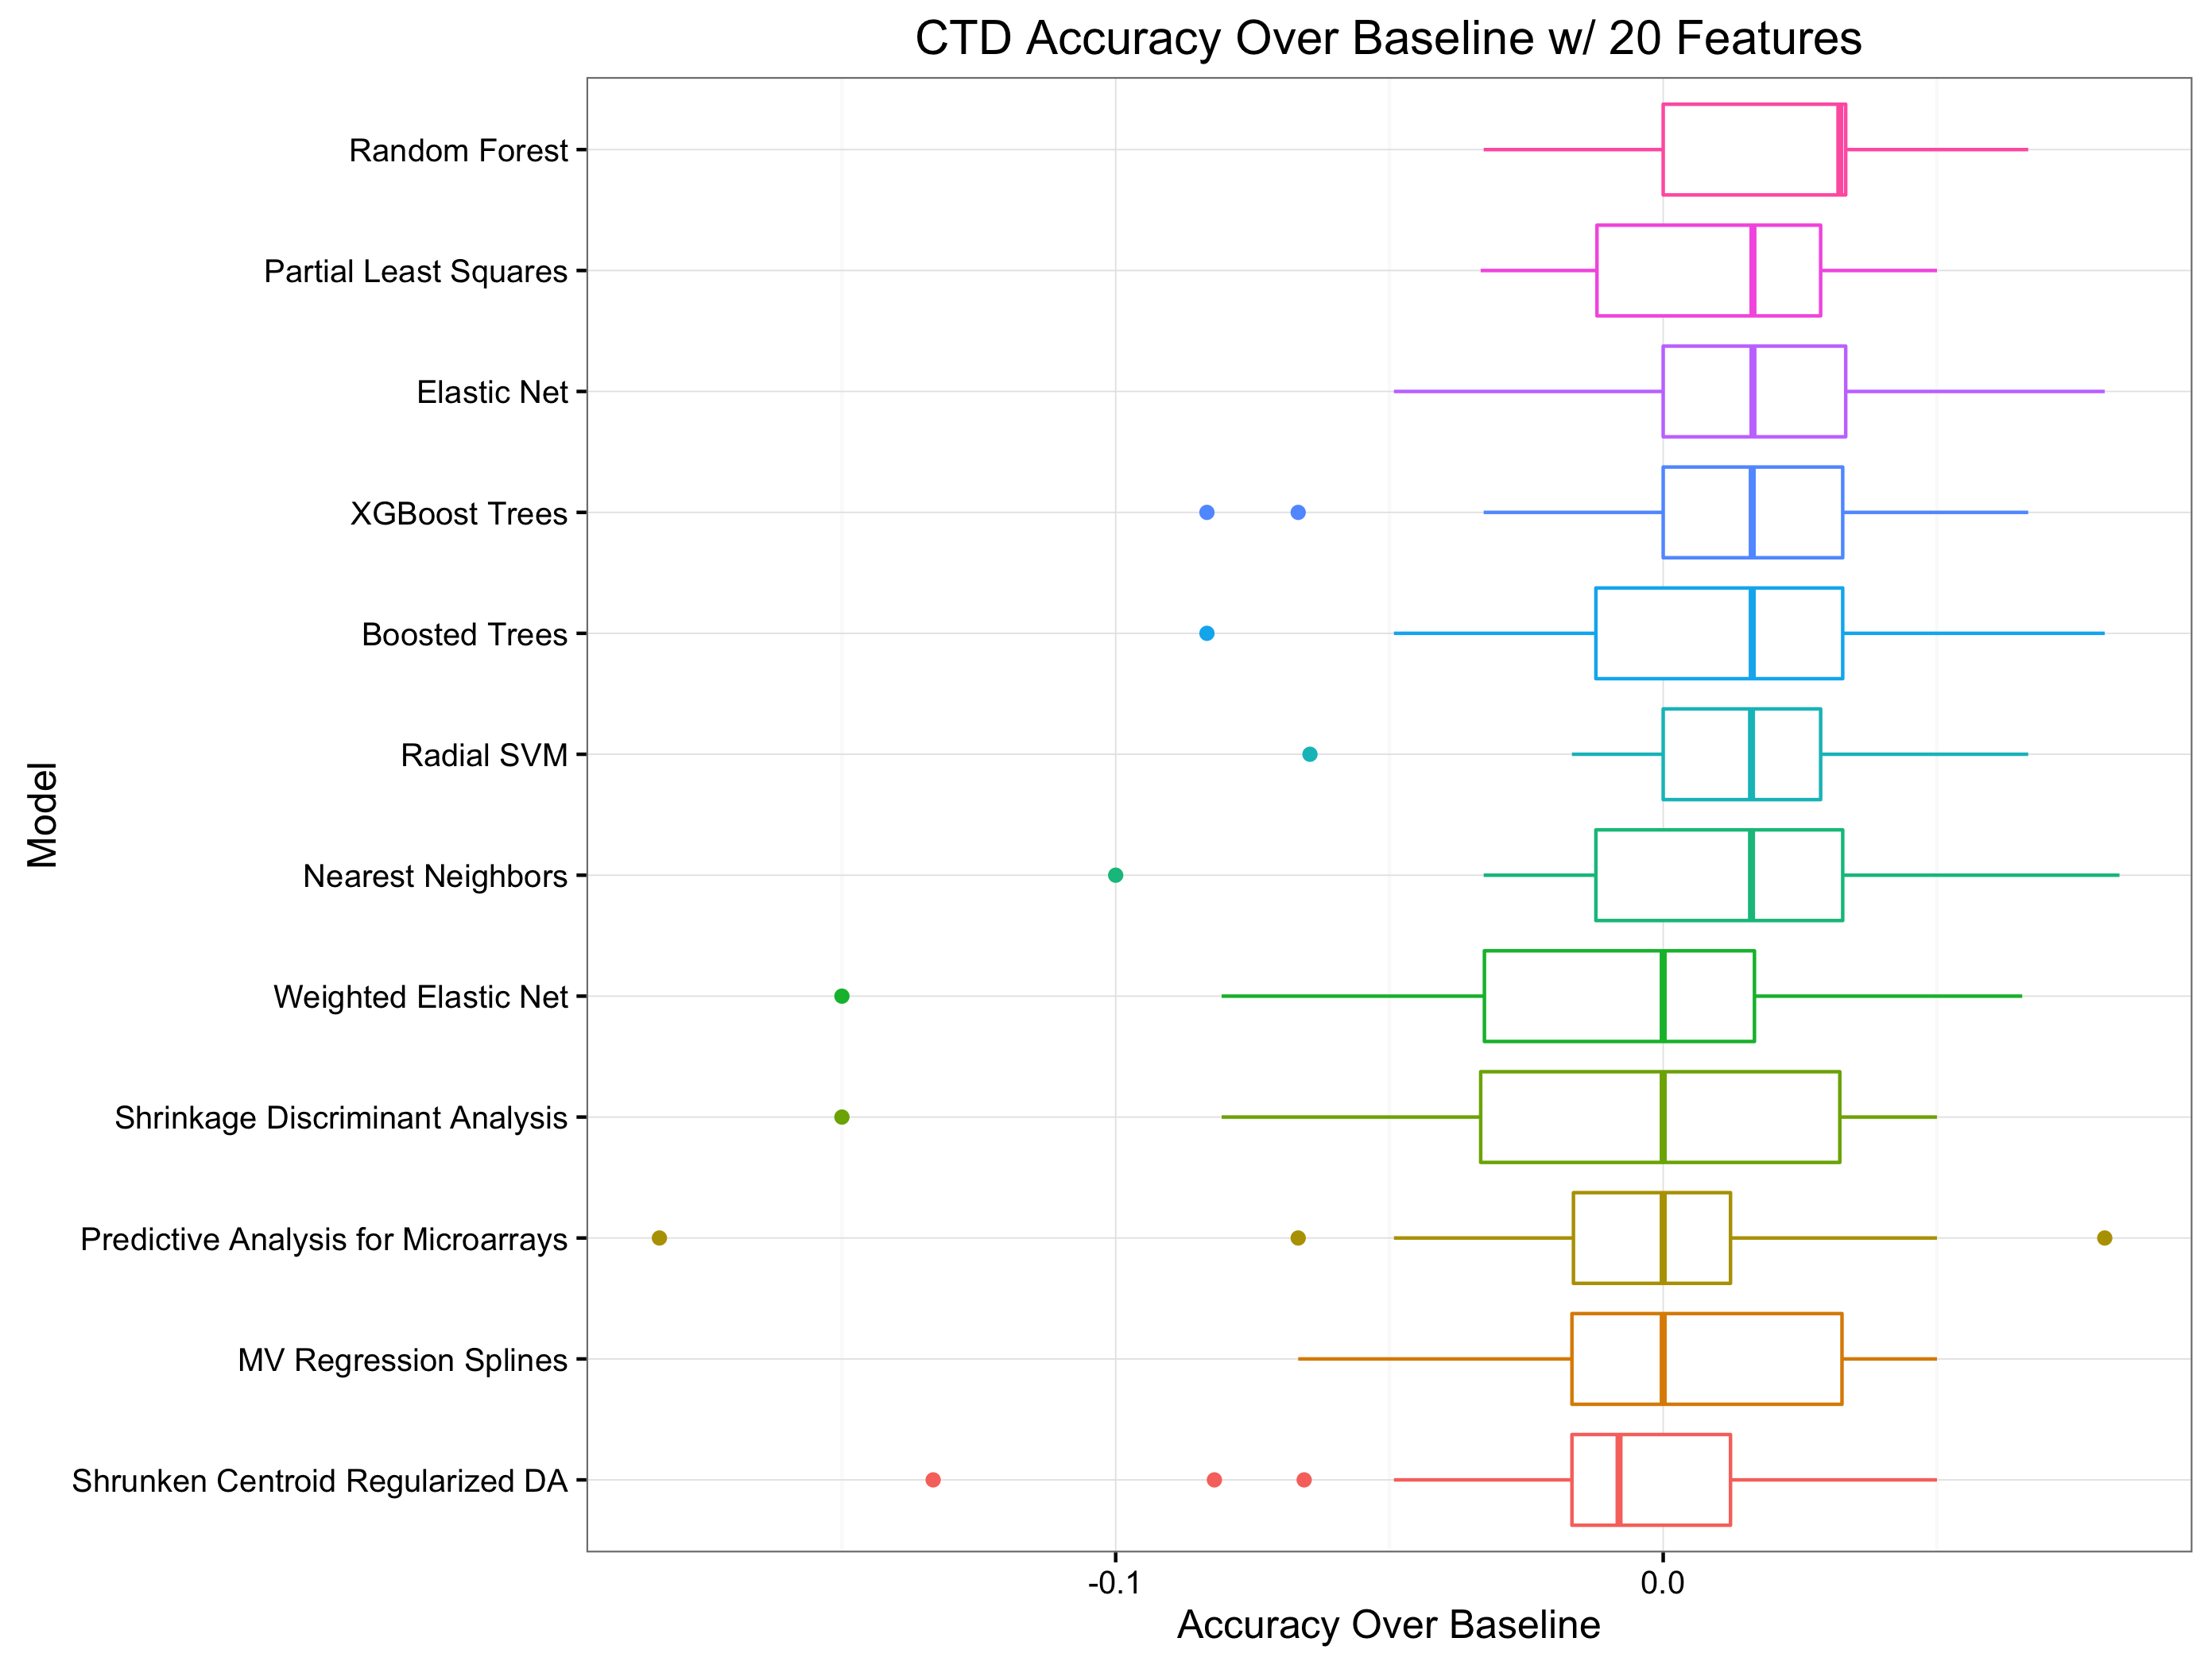 CTD Accuracy Over Baseline w/ 20 Features
Random Forest
Partial Least Squares
Elastic Net
XGBoost Trees
Boosted Trees
Radial SVM
Nearest Neighbors
Weighted Elastic Net
Shrinkage Discriminant Analysis
Predictive Analysis for Microarrays
MV Regression Splines
Shrunken Centroid Regularized DA
Model
-0.1
0.0
Accuracy Over Baseline